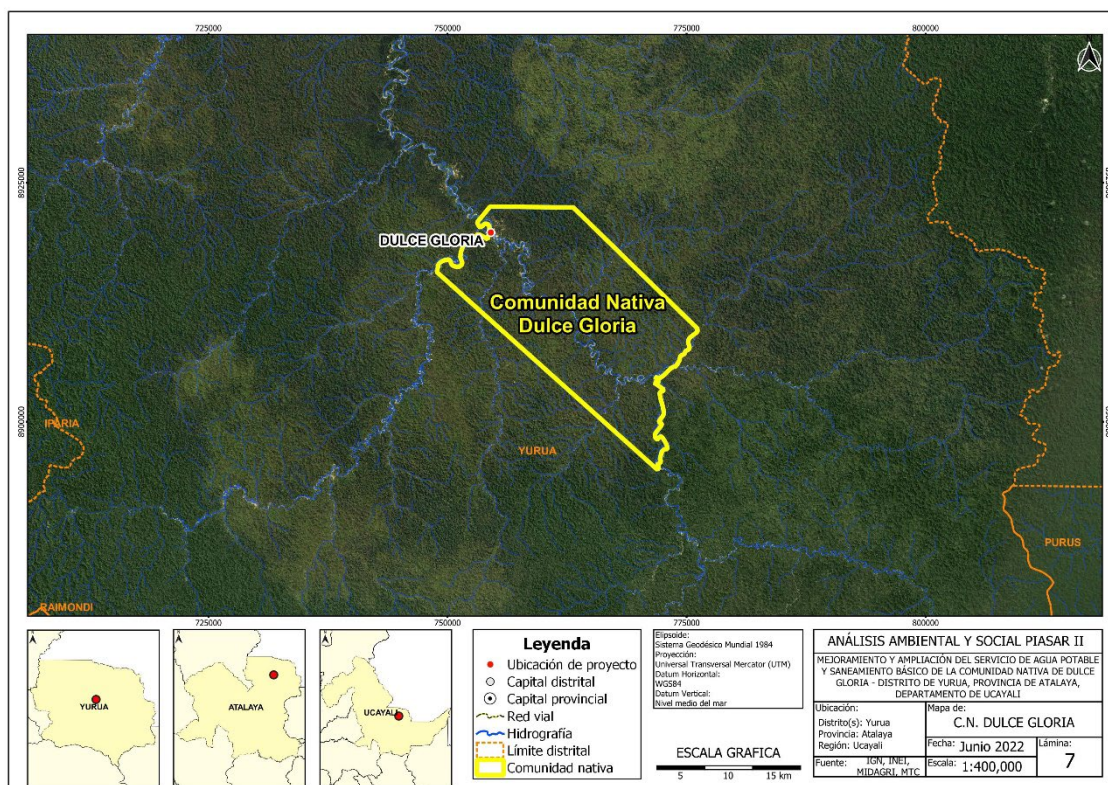 725000
750000
775000
800000
8925000
8925000
DULCE GLORIA
Comunidad Nativa
Dulce Gloria
8900000
8900000
IPARIA
YURUA
PURUS
RAIMONDI
725000
750000
775000
800000
YURUA
ATALAYA
UCAYALI
Leyenda
Ubicación de proyecto
Capital distrital
Capital provincial
Red vial
Hidrografía
Límite distrital
Comunidad nativa
Elipsoide:
Sistema Geodésico Mundial 1984
Proyección:
Universal Transversal Mercator (UTM)
Datum Horizontal:
WGS84
Datum Vertical:
Nivel medio del mar
ESCALA GRAFICA
5 10 15 km
ANÁLISIS AMBIENTAL Y SOCIAL PIASAR II
MEJORAMIENTO Y AMPLIACIÓN DEL SERVICIO DE AGUA POTABLE
Y SANEAMIENTO BÁSICO DE LA COMUNIDAD NATIVA DE DULCE
GLORIA - DISTRITO DE YURUA, PROVINCIA DE ATALAYA,
DEPARTAMENTO DE UCAYALI
Ubicación:
Distrito(s): Yurua
Provincia: Atalaya
Región: Ucayali
Mapa de:
C.N. DULCE GLORIA
Fecha: Junio 2022
Lámina:
7
Fuente: IGN, INEI,
MIDAGRI, MTC
Escala: 1:400,000